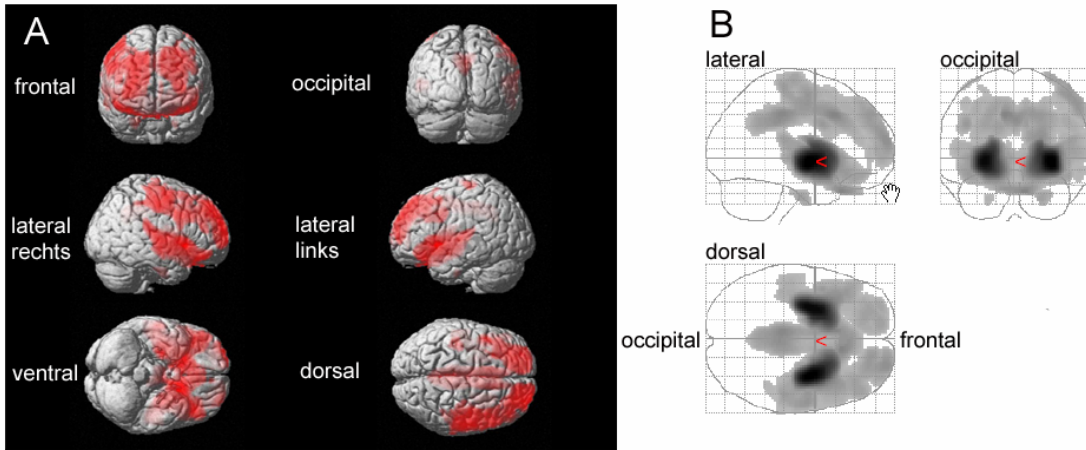 A
frontal
occipital
lateral
rechts
lateral
links
ventral
dorsal
B
lateral
occipital
<
<
dorsal
occipital
<
frontal